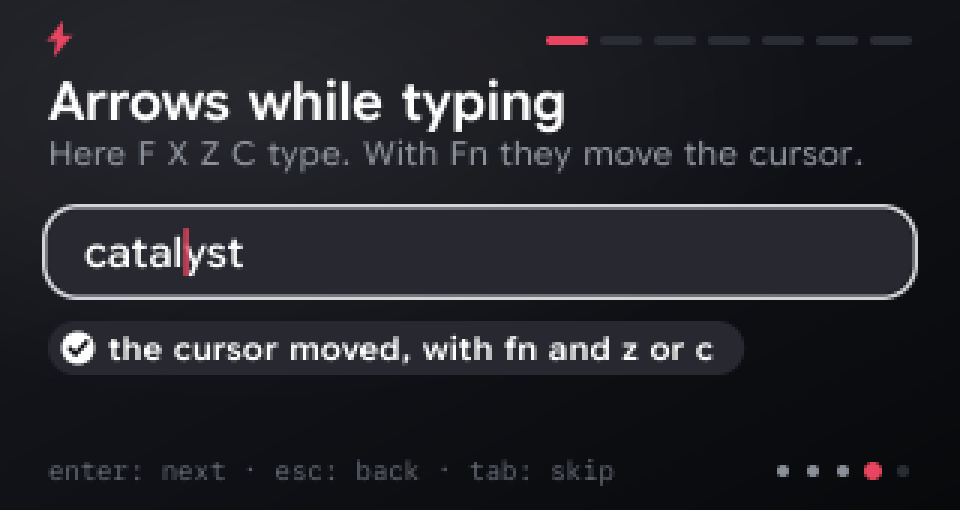 Arrows while typing
Here F X Z C type. With Fn they move the cursor.
catalyst
the cursor moved, with fn and z or c
enter: next · esc: back · tab: skip